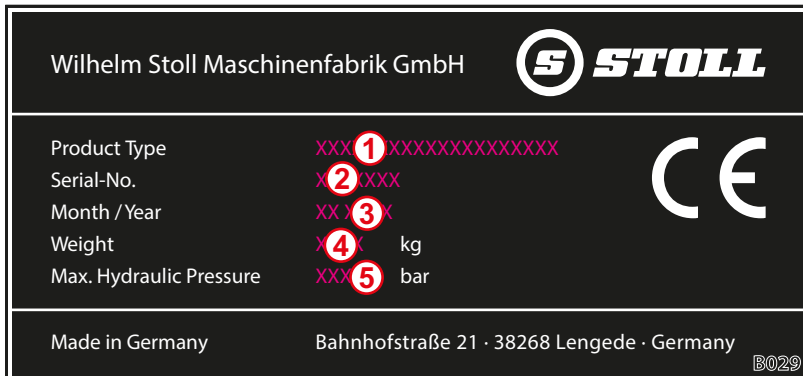 Wilhelm Stoll Maschinenfabrik GmbH S STOLL
Product Type XXX 1 XXXXXXXXXXXXXX CE
Serial-No. X 2 XXXX
Month / Year XX X 3 X
Weight X 4 X kg
Max. Hydraulic Pressure XXX 5 bar
Made in Germany Bahnhofstraße 21 · 38268 Lengede · Germany
B029